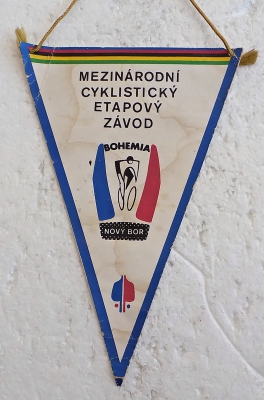 MEZINÁRODNÍ
CYKLISTICKÝ
ETAPOVÝ
ZÁVOD
BOHEMIA
NOVÝ BOR